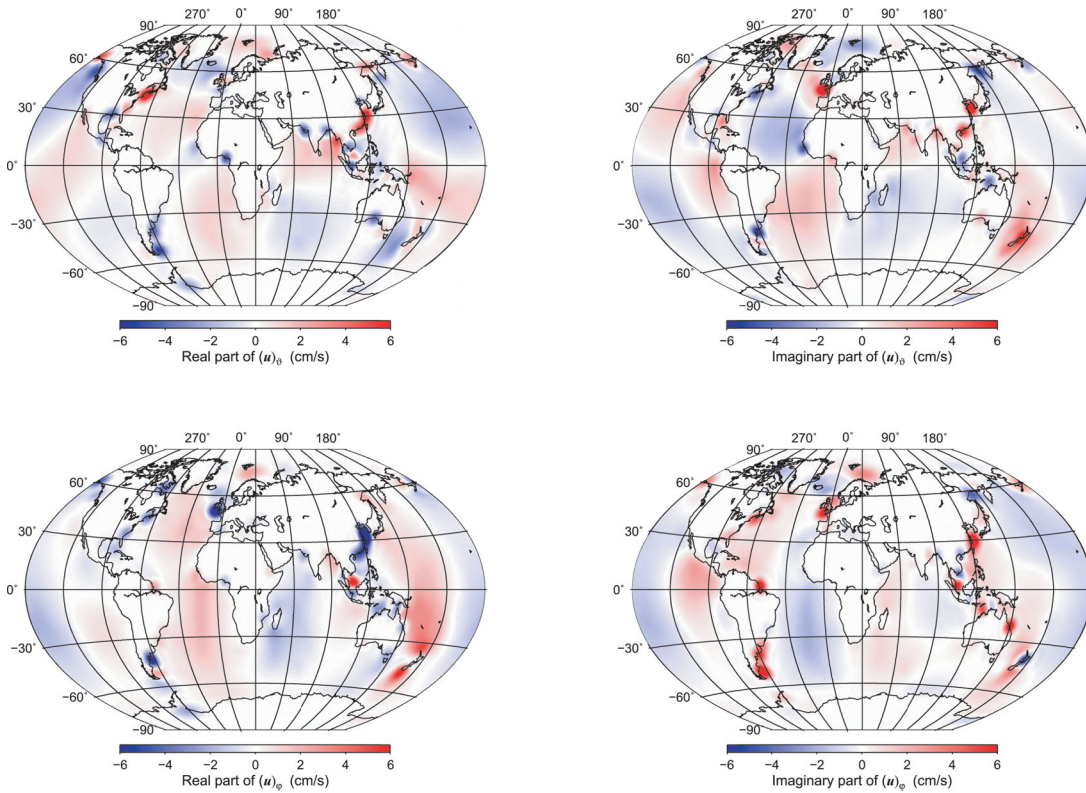 270˚ 0˚ 90˚ 180˚
90˚
60˚
30˚
0˚
−30˚
−60˚
−90
−6 −4 −2 0 2 4 6
Real part of (u)ϑ (cm/s)
270˚ 0˚ 90˚ 180˚
90˚
60˚
30˚
0˚
−30˚
−60˚
−90
−6 −4 −2 0 2 4 6
Imaginary part of (u)ϑ (cm/s)
270˚ 0˚ 90˚ 180˚
90˚
60˚
30˚
0˚
−30˚
−60˚
−90
−6 −4 −2 0 2 4 6
Real part of (u)φ (cm/s)
270˚ 0˚ 90˚ 180˚
90˚
60˚
30˚
0˚
−30˚
−60˚
−90
−6 −4 −2 0 2 4 6
Imaginary part of (u)φ (cm/s)